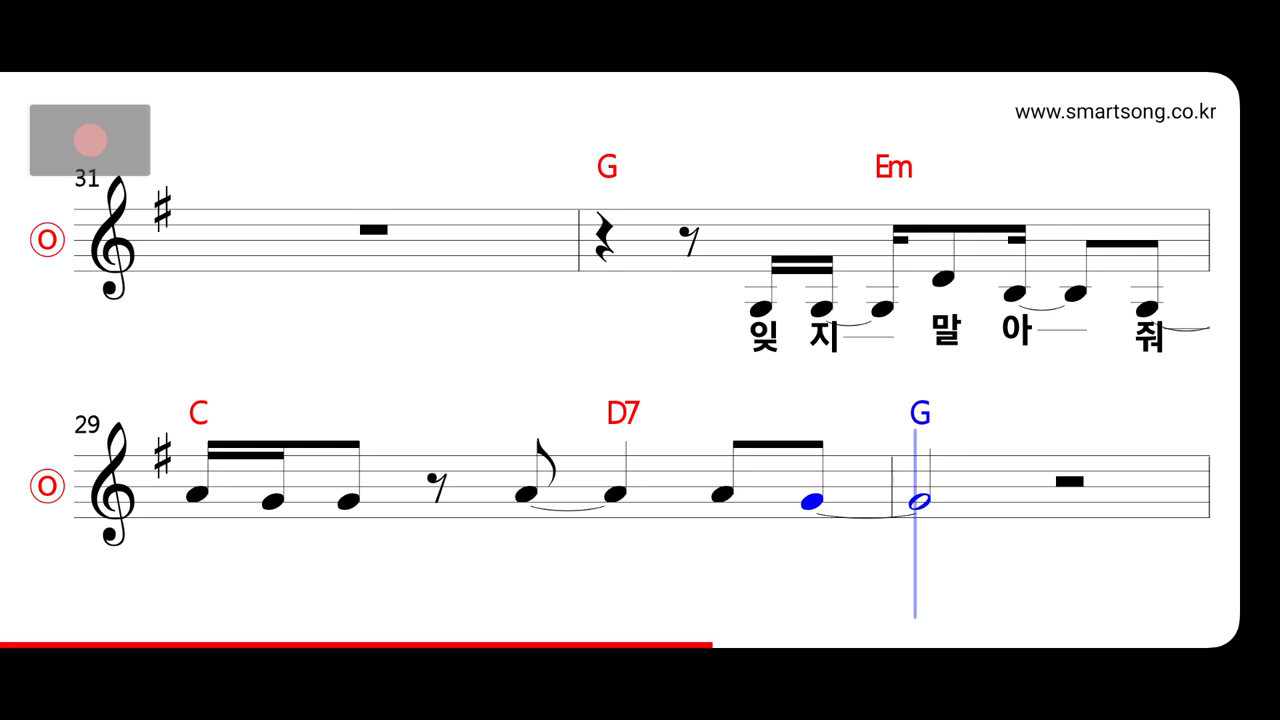 www.smartsong.co.kr
31
G Em
O
잊 지 말 아 줘
29
C D7 G
O